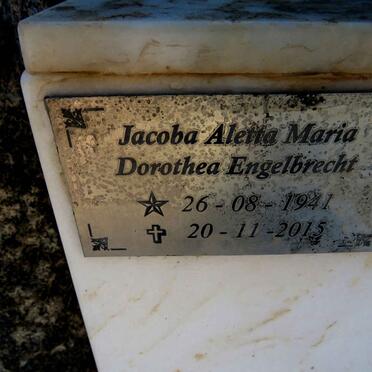 Jacoba Aletta Maria
Dorothea Engelbrecht
26 - 08 - 1941
20 - 11 - 2015